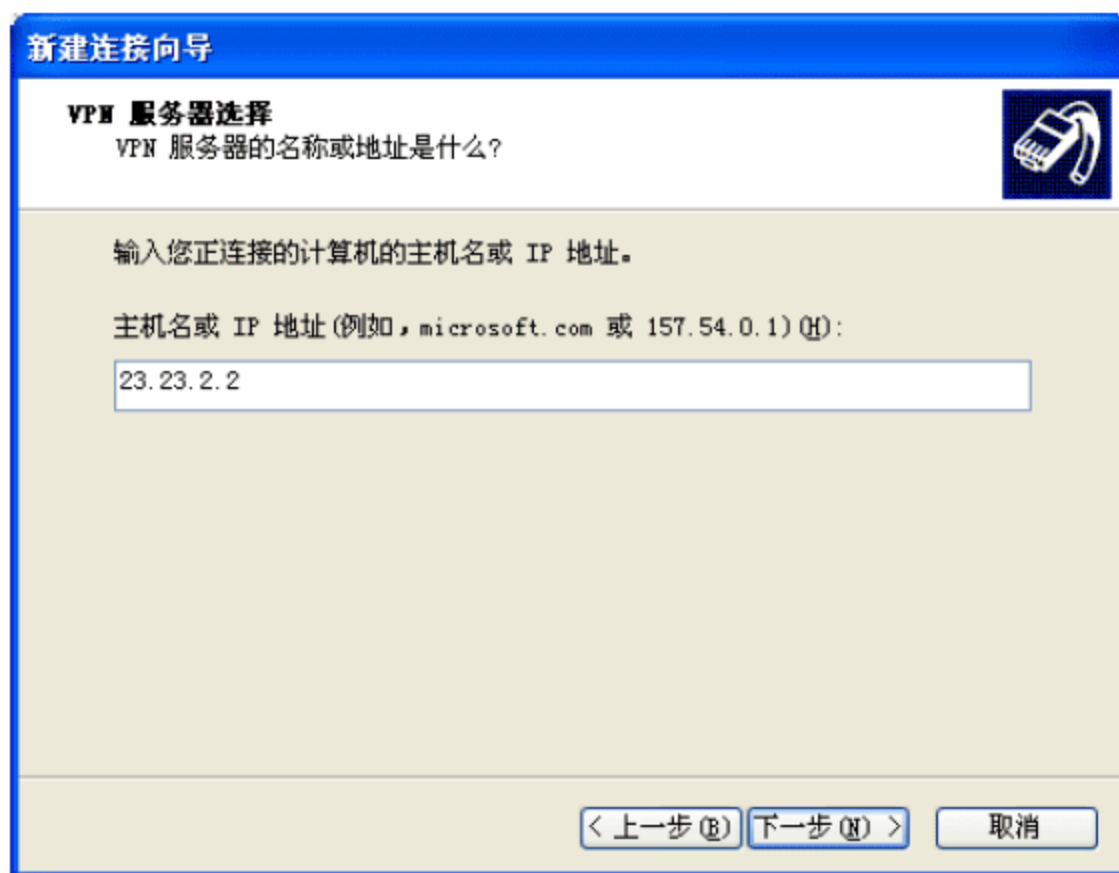 新建连接向导
VPN 服务器选择
VPN 服务器的名称或地址是什么?
输入您正连接的计算机的主机名或 IP 地址。
主机名或 IP 地址(例如，microsoft.com 或 157.54.0.1)(H):
23.23.2.2
< 上一步(B) 下一步(N) > 取消